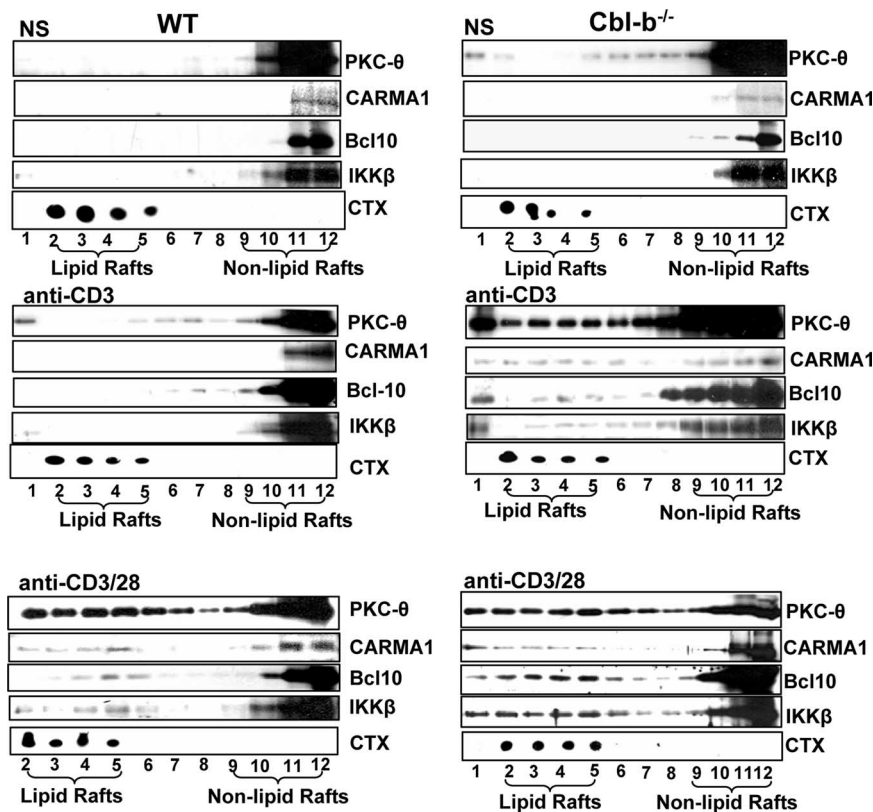 WT
NS
PKC-θ
CARMA1
Bcl10
IKKβ
CTX
1 2 3 4 5 6 7 8 9 10 11 12
Lipid Rafts Non-lipid Rafts
anti-CD3
PKC-θ
CARMA1
Bcl-10
IKKβ
CTX
1 2 3 4 5 6 7 8 9 10 11 12
Lipid Rafts Non-lipid Rafts
anti-CD3/28
PKC-θ
CARMA1
Bcl10
IKKβ
CTX
2 3 4 5 6 7 8 9 10 11 12
Lipid Rafts Non-lipid Rafts
Cbl-b-/-
NS
PKC-θ
CARMA1
Bcl10
IKKβ
CTX
1 2 3 4 5 6 7 8 9 10 11 12
Lipid Rafts Non-lipid Rafts
anti-CD3
PKC-θ
CARMA1
Bcl10
IKKβ
CTX
1 2 3 4 5 6 7 8 9 10 11 12
Lipid Rafts Non-lipid Rafts
anti-CD3/28
PKC-θ
CARMA1
Bcl10
IKKβ
CTX
1 2 3 4 5 6 7 8 9 10 1112
Lipid Rafts Non-lipid Rafts